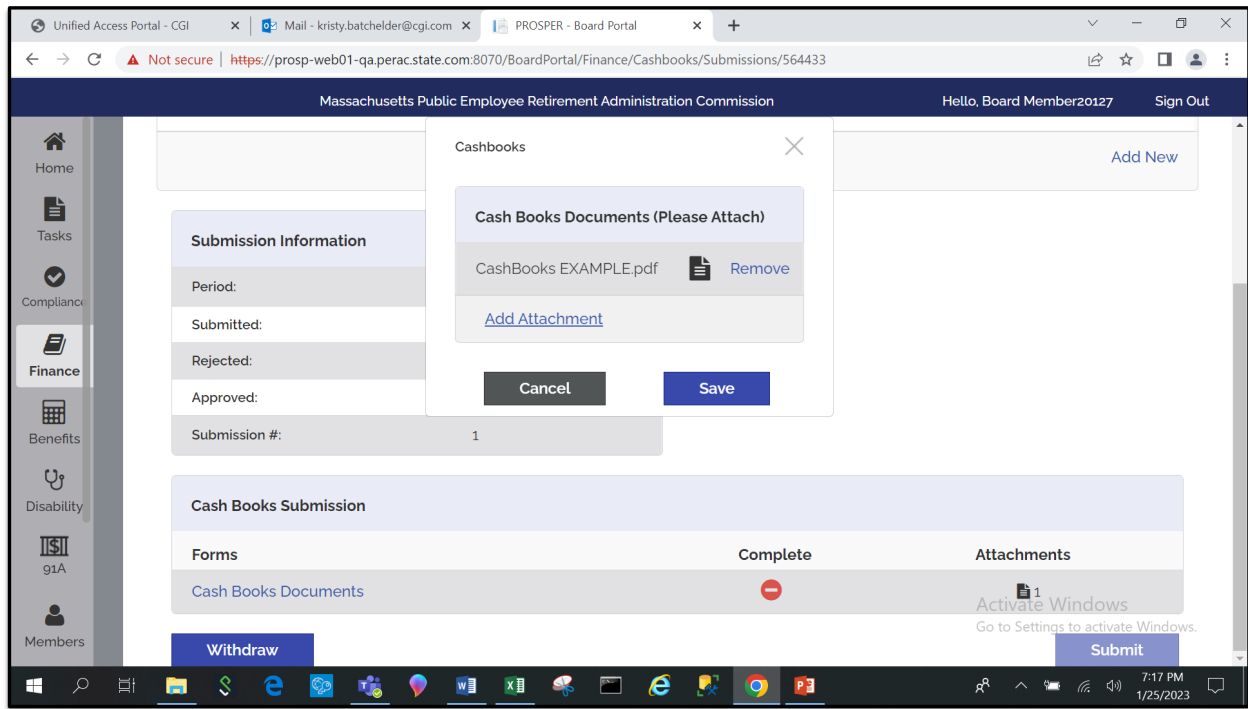 Unified Access Portal - CGI
Mail - kristy.batchelder@cgi.com
PROSPER - Board Portal
Not secure | https://prosp-web01-qa.perac.state.com:8070/BoardPortal/Finance/Cashbooks/Submissions/564433
Massachusetts Public Employee Retirement Administration Commission
Hello, Board Member20127
Sign Out
Home
Tasks
Compliance
Finance
Benefits
Disability
91A
Members
Add New
Cashbooks
Cash Books Documents (Please Attach)
CashBooks EXAMPLE.pdf
Remove
Add Attachment
Cancel
Save
Submission Information
Period:
Submitted:
Rejected:
Approved:
Submission #: 1
Cash Books Submission
Forms Complete Attachments
Cash Books Documents 1
Activate Windows
Go to Settings to activate Windows.
Withdraw
Submit
7:17 PM
1/25/2023